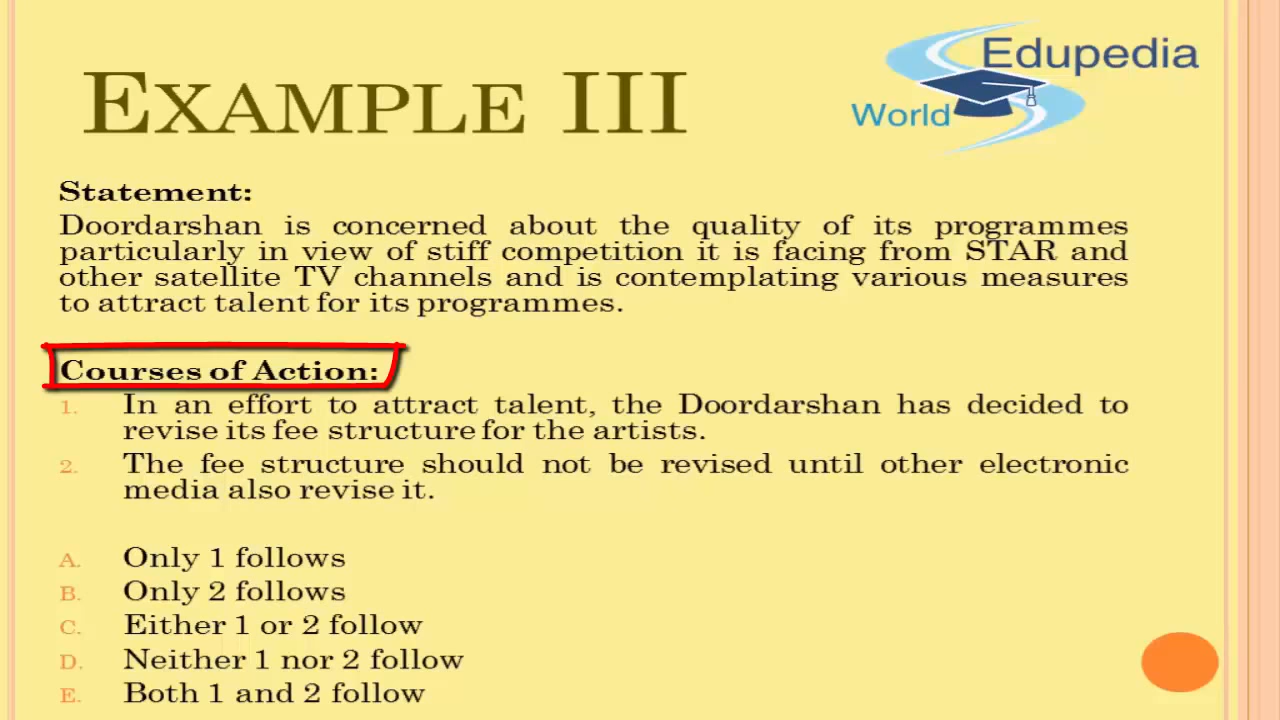 EXAMPLE III
Edupedia
World
Statement:
Doordarshan is concerned about the quality of its programmes
particularly in view of stiff competition it is facing from STAR and
other satellite TV channels and is contemplating various measures
to attract talent for its programmes.
Courses of Action:
1. In an effort to attract talent, the Doordarshan has decided to
revise its fee structure for the artists.
2. The fee structure should not be revised until other electronic
media also revise it.
A. Only 1 follows
B. Only 2 follows
C. Either 1 or 2 follow
D. Neither 1 nor 2 follow
E. Both 1 and 2 follow